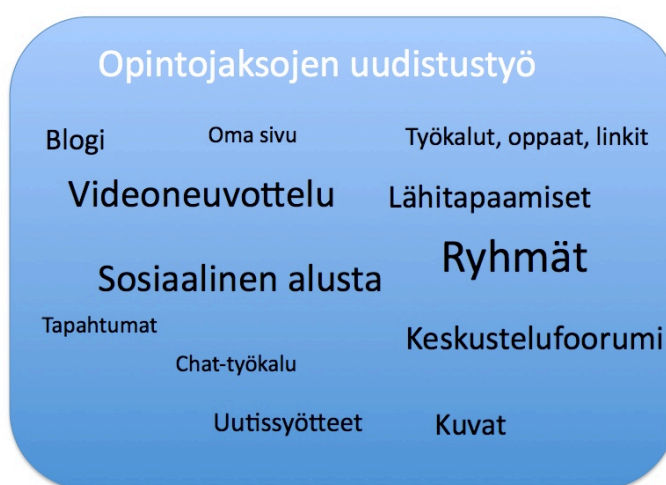 Opintojaksojen uudistustyö
Blogi
Oma sivu
Työkalut, oppaat, linkit
Videoneuvottelu
Lähitapaamiset
Ryhmät
Sosiaalinen alusta
Tapahtumat
Keskustelufoorumi
Chat-työkalu
Uutissyötteet
Kuvat